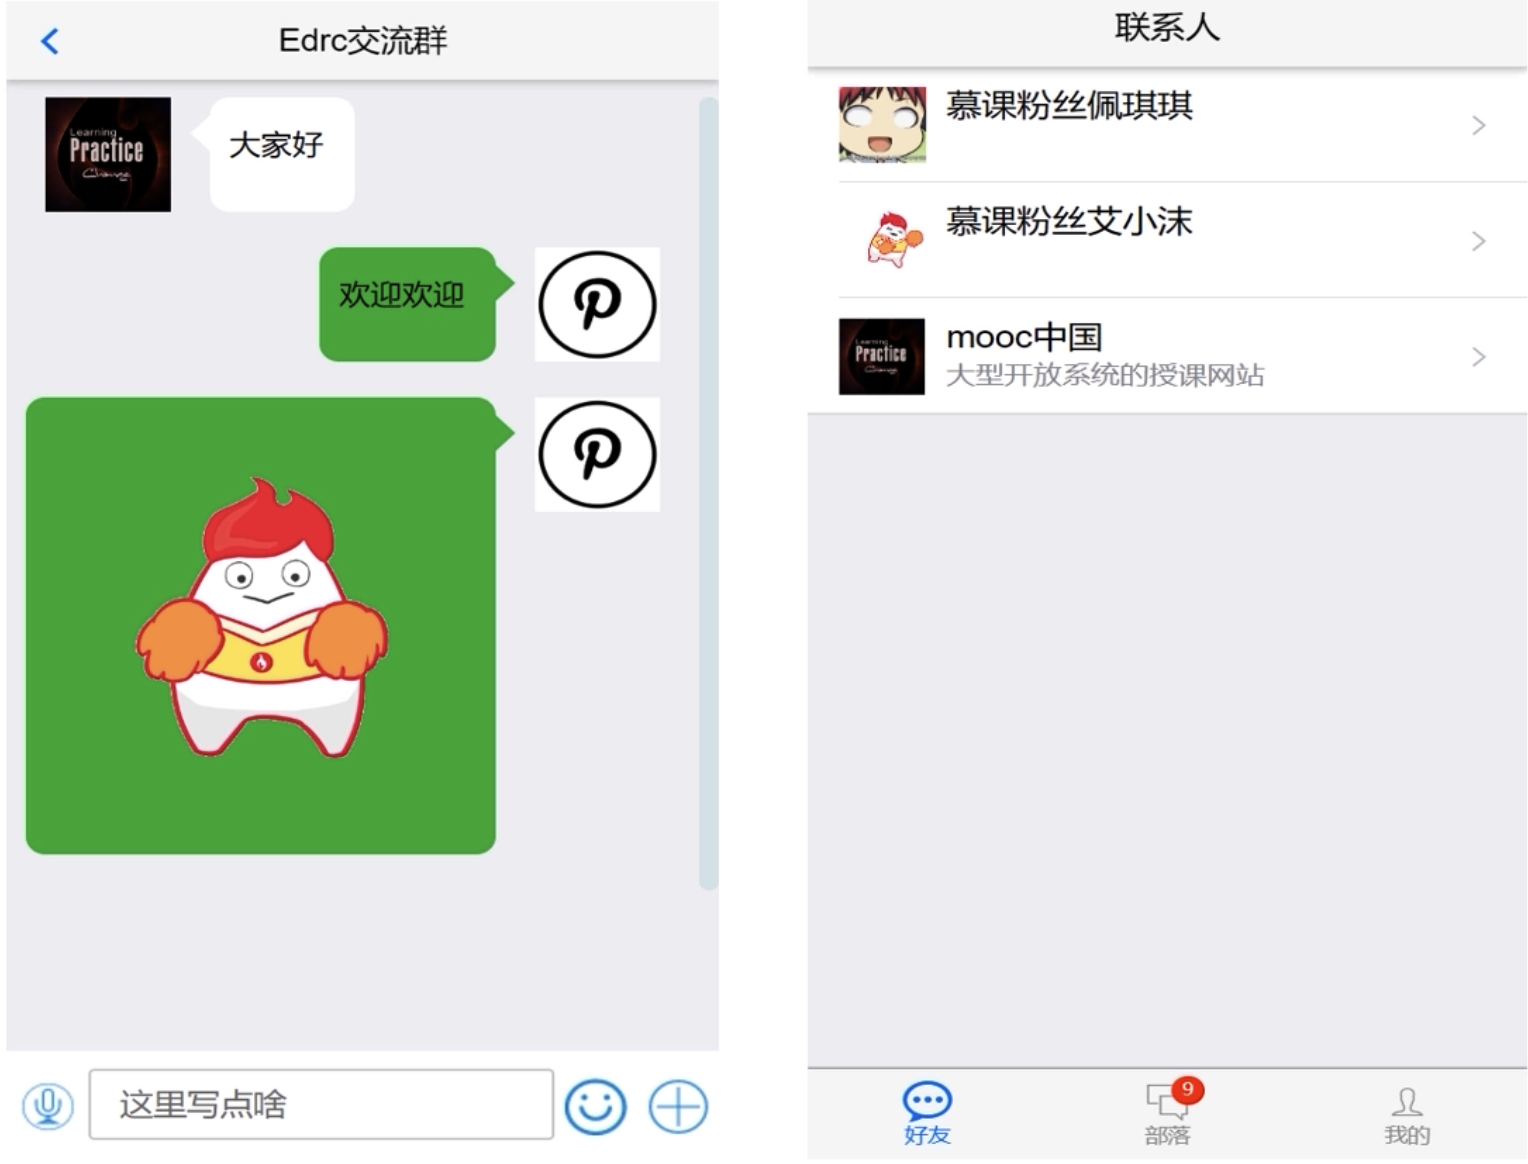 Edrc交流群
Learning
Practice
大家好
欢迎欢迎
这里写点啥
联系人
慕课粉丝佩琪琪
慕课粉丝艾小沫
Learning
Practice
mooc中国
大型开放系统的授课网站
好友
9
部落
我的